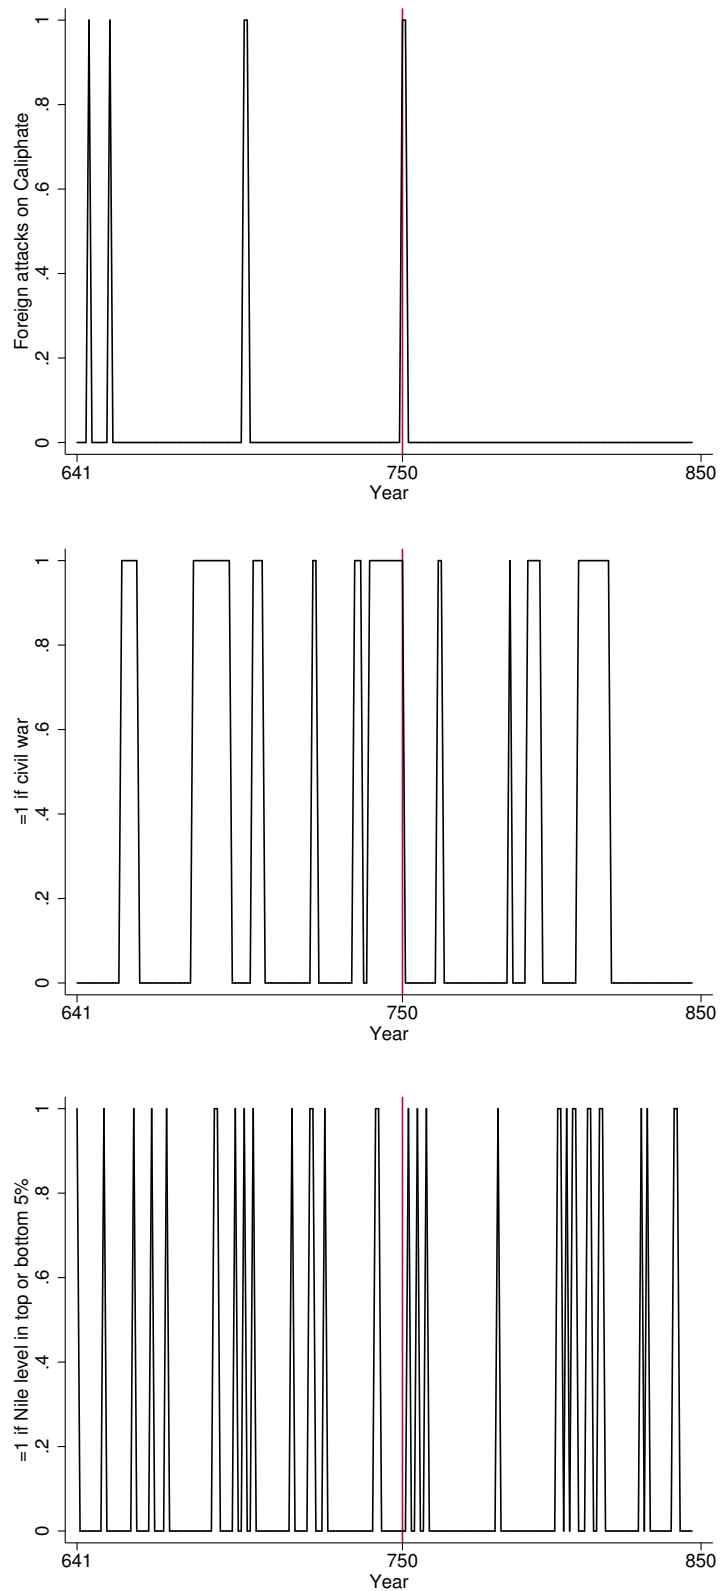 Foreign attacks on Caliphate
1
.8
.6
.4
.2
0
641 750 850
Year
=1 if civil war
1
.8
.6
.4
.2
0
641 750 850
Year
=1 if Nile level in top or bottom 5%
1
.8
.6
.4
.2
0
641 750 850
Year